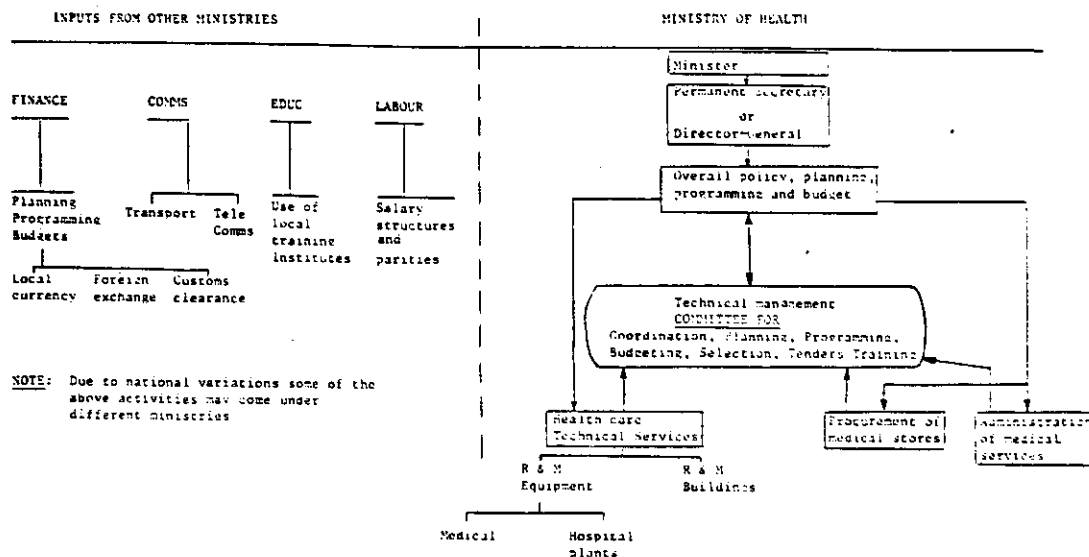 INPUTS FROM OTHER MINISTRIES
MINISTRY OF HEALTH
FINANCE
COMMS
EDUC
LABOUR
Planning
Programming
Budgets
Transport
Tele
Comms
Use of
local
training
institutes
Salary
structures
and
parities
Local
currency
Foreign
exchange
Customs
clearance
NOTE: Due to national variations some of the
above activities may come under
different ministries
Minister
Permanent Secretary
or
Director-General
Overall policy, planning,
programming and budget
Technical management
COMMITTEE FOR
Coordination, Planning, Programming,
Budgeting, Selection, Tenders Training
Health care
Technical Services
Procurement of
medical stores
Administration
of medical
services
R & M
Equipment
R & M
Buildings
Medical
Hospital
plants